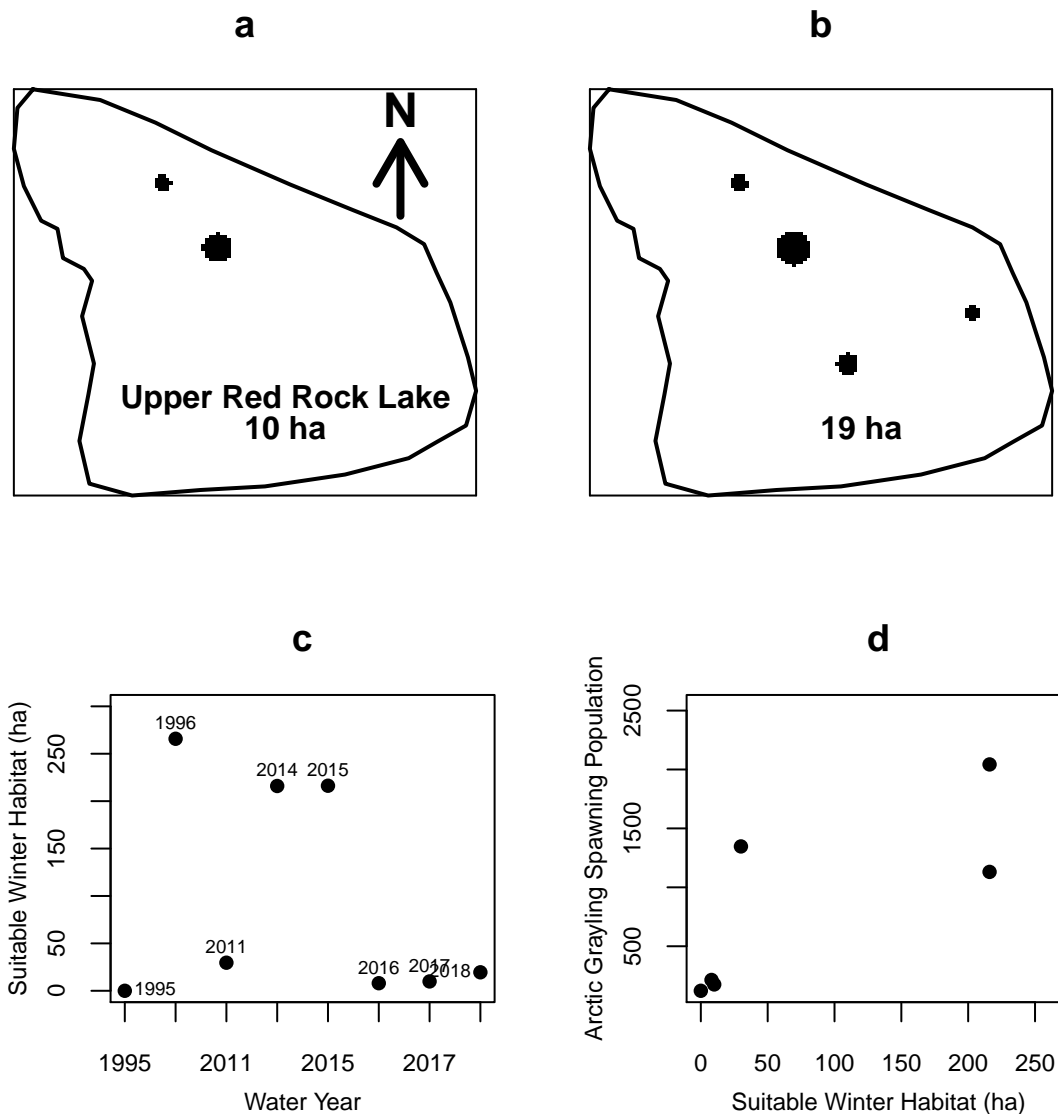 a
N
Upper Red Rock Lake
10 ha
b
19 ha
c
Suitable Winter Habitat (ha)
250
150
50
0
1996
2014
2015
2011
1995
2016
2017
2018
1995
2011
2015
2017
Water Year
d
Arctic Grayling Spawning Population
2500
1500
500
0
50
100
150
200
250
Suitable Winter Habitat (ha)